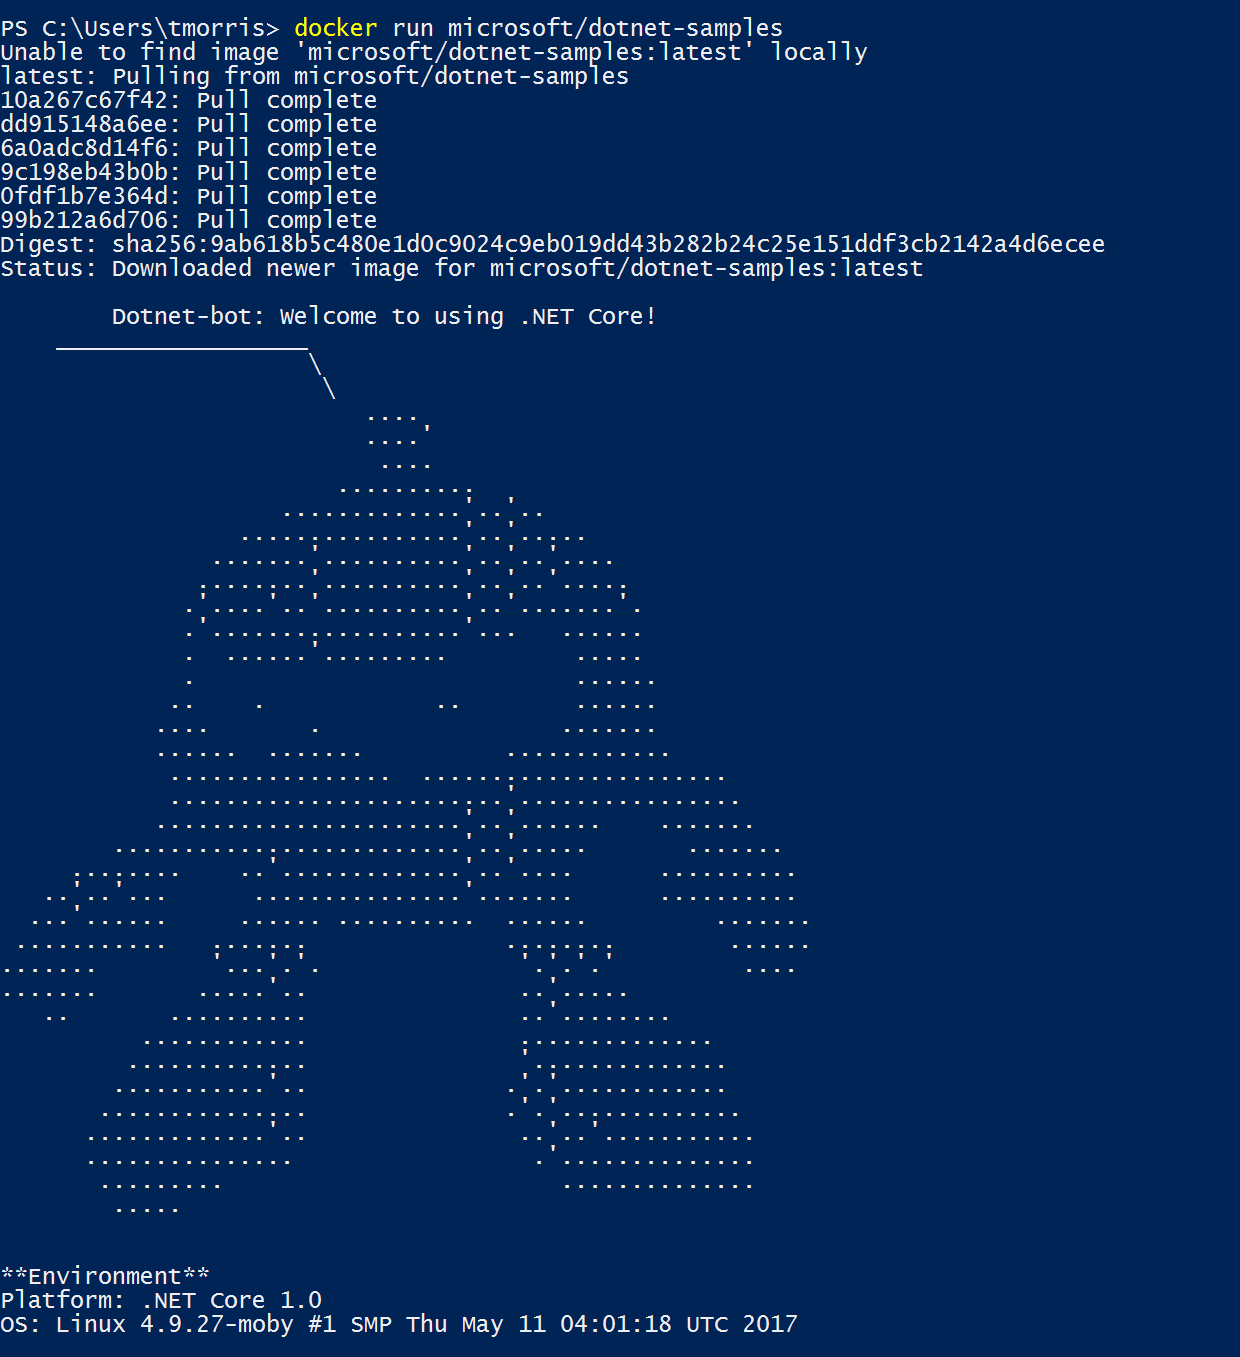 PS C:\Users\tmorris> docker run microsoft/dotnet-samples
Unable to find image 'microsoft/dotnet-samples:latest' locally
latest: Pulling from microsoft/dotnet-samples
10a267c67f42: Pull complete
dd915148a6ee: Pull complete
6a0adc8d14f6: Pull complete
9c198eb43b0b: Pull complete
0fdf1b7e364d: Pull complete
99b212a6d706: Pull complete
Digest: sha256:9ab618b5c480e1d0c9024c9eb019dd43b282b24c25e151ddf3cb2142a4d6ecee
Status: Downloaded newer image for microsoft/dotnet-samples:latest
Dotnet-bot: Welcome to using .NET Core!
**Environment**
Platform: .NET Core 1.0
OS: Linux 4.9.27-moby #1 SMP Thu May 11 04:01:18 UTC 2017